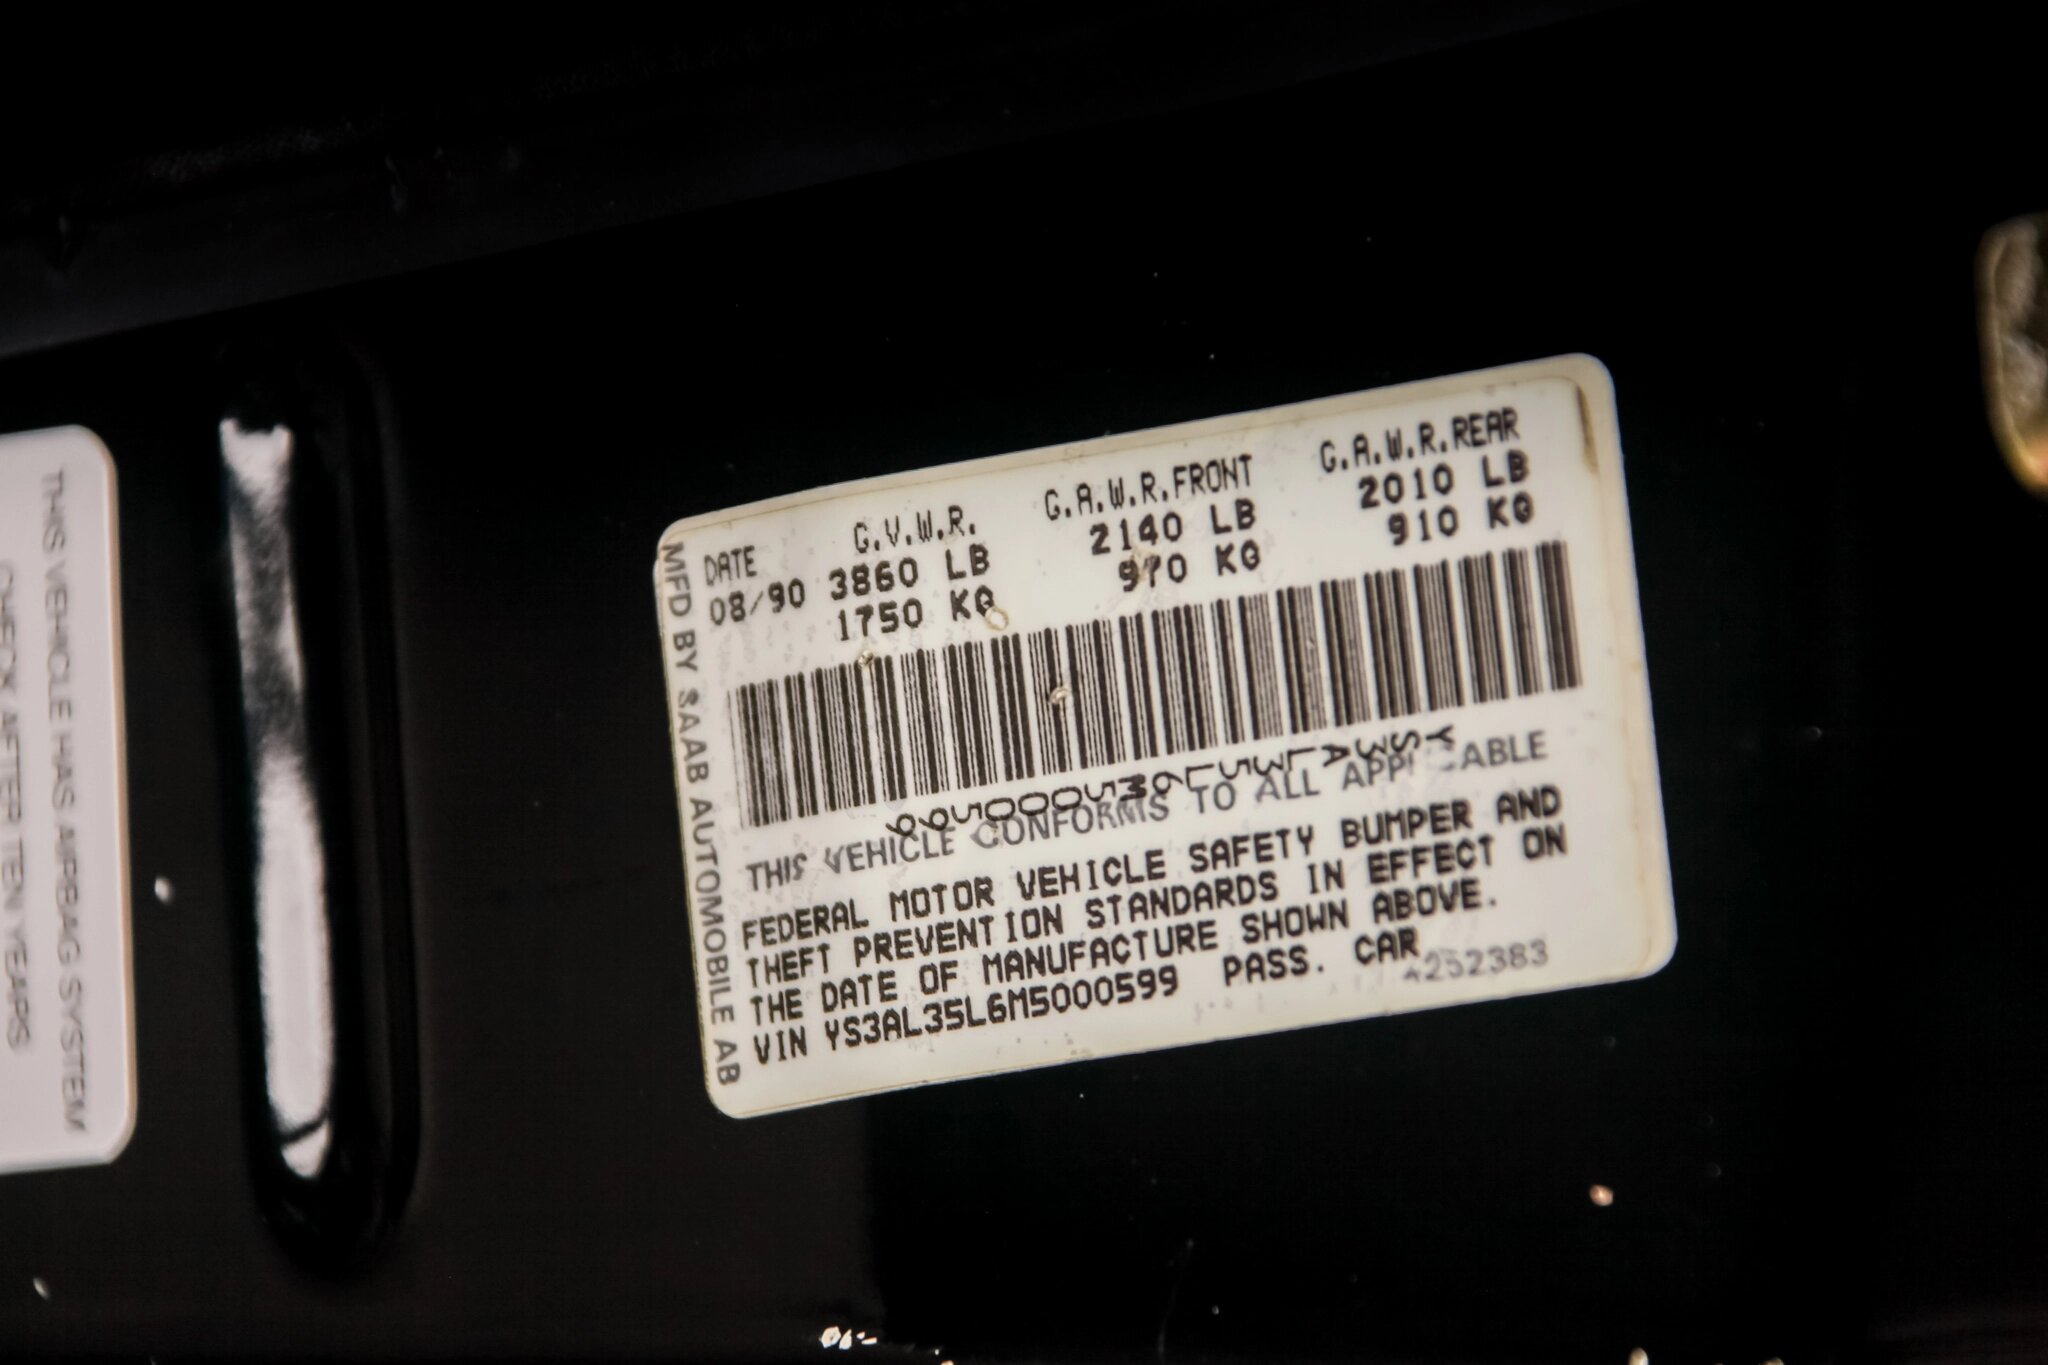 THIS VEHICLE HAS AIRBAG SYSTEM
CHECK AFTER TEN YEARS
MFD BY SAAB AUTOMOBILE AB
DATE G.V.W.R. G.A.W.R.FRONT G.A.W.R.REAR
08/90 3860 LB 2140 LB 2010 LB
1750 KG 970 KG 910 KG
YS3AL35L6M5000599
THIS VEHICLE CONFORMS TO ALL APPLICABLE
FEDERAL MOTOR VEHICLE SAFETY BUMPER AND
THEFT PREVENTION STANDARDS IN EFFECT ON
THE DATE OF MANUFACTURE SHOWN ABOVE.
VIN YS3AL35L6M5000599 PASS. CAR
4252383